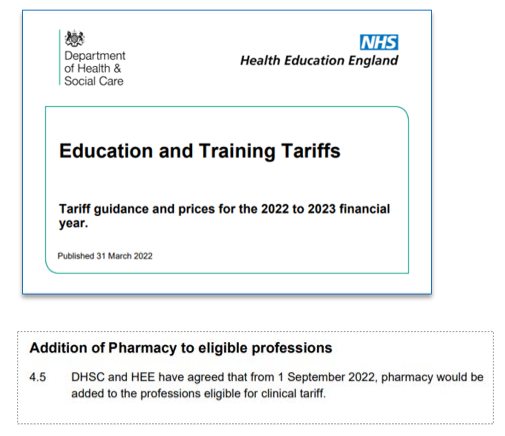 Department
of Health &
Social Care
NHS
Health Education England
Education and Training Tariffs
Tariff guidance and prices for the 2022 to 2023 financial
year.
Published 31 March 2022
Addition of Pharmacy to eligible professions
4.5 DHSC and HEE have agreed that from 1 September 2022, pharmacy would be
added to the professions eligible for clinical tariff.